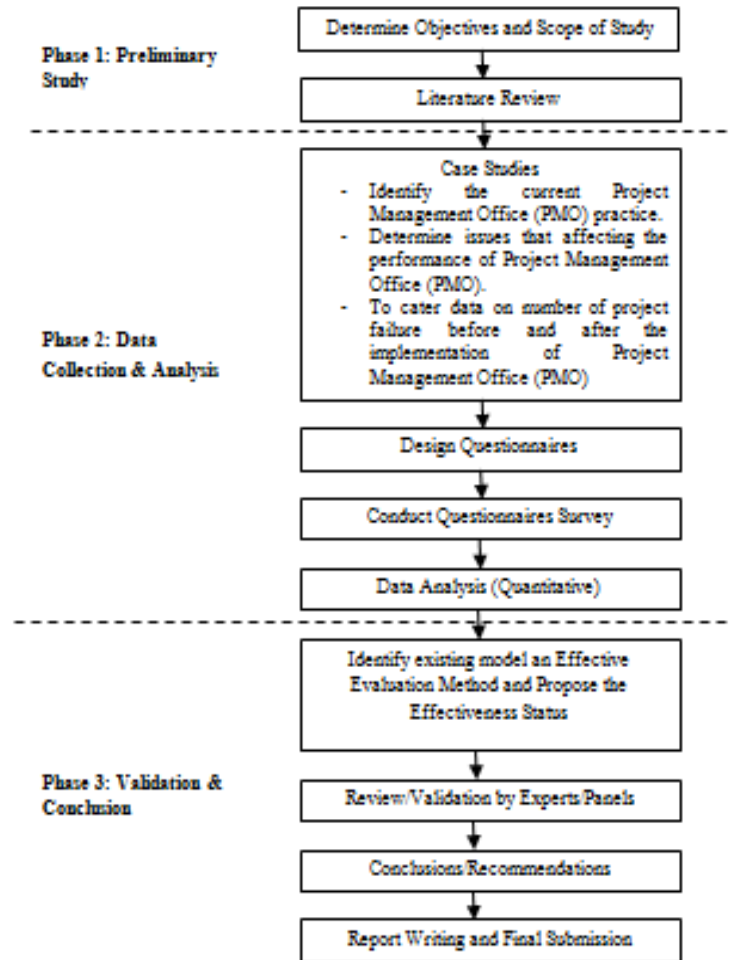 Determine Objectives and Scope of Study
Phase 1: Preliminary
Study
Literature Review
Case Studies
- Identify the current Project
Management Office (PMO) practice.
- Determine issues that affecting the
performance of Project Management
Office (PMO).
- To cater data on number of project
failure before and after the
implementation of Project
Management Office (PMO)
Phase 2: Data
Collection & Analysis
Design Questionnaires
Conduct Questionnaires Survey
Data Analysis (Quantitative)
Identify existing model an Effective
Evaluation Method and Propose the
Effectiveness Status
Phase 3: Validation &
Conclusion
Review/Validation by Experts/Panels
Conclusions/Recommendations
Report Writing and Final Submission